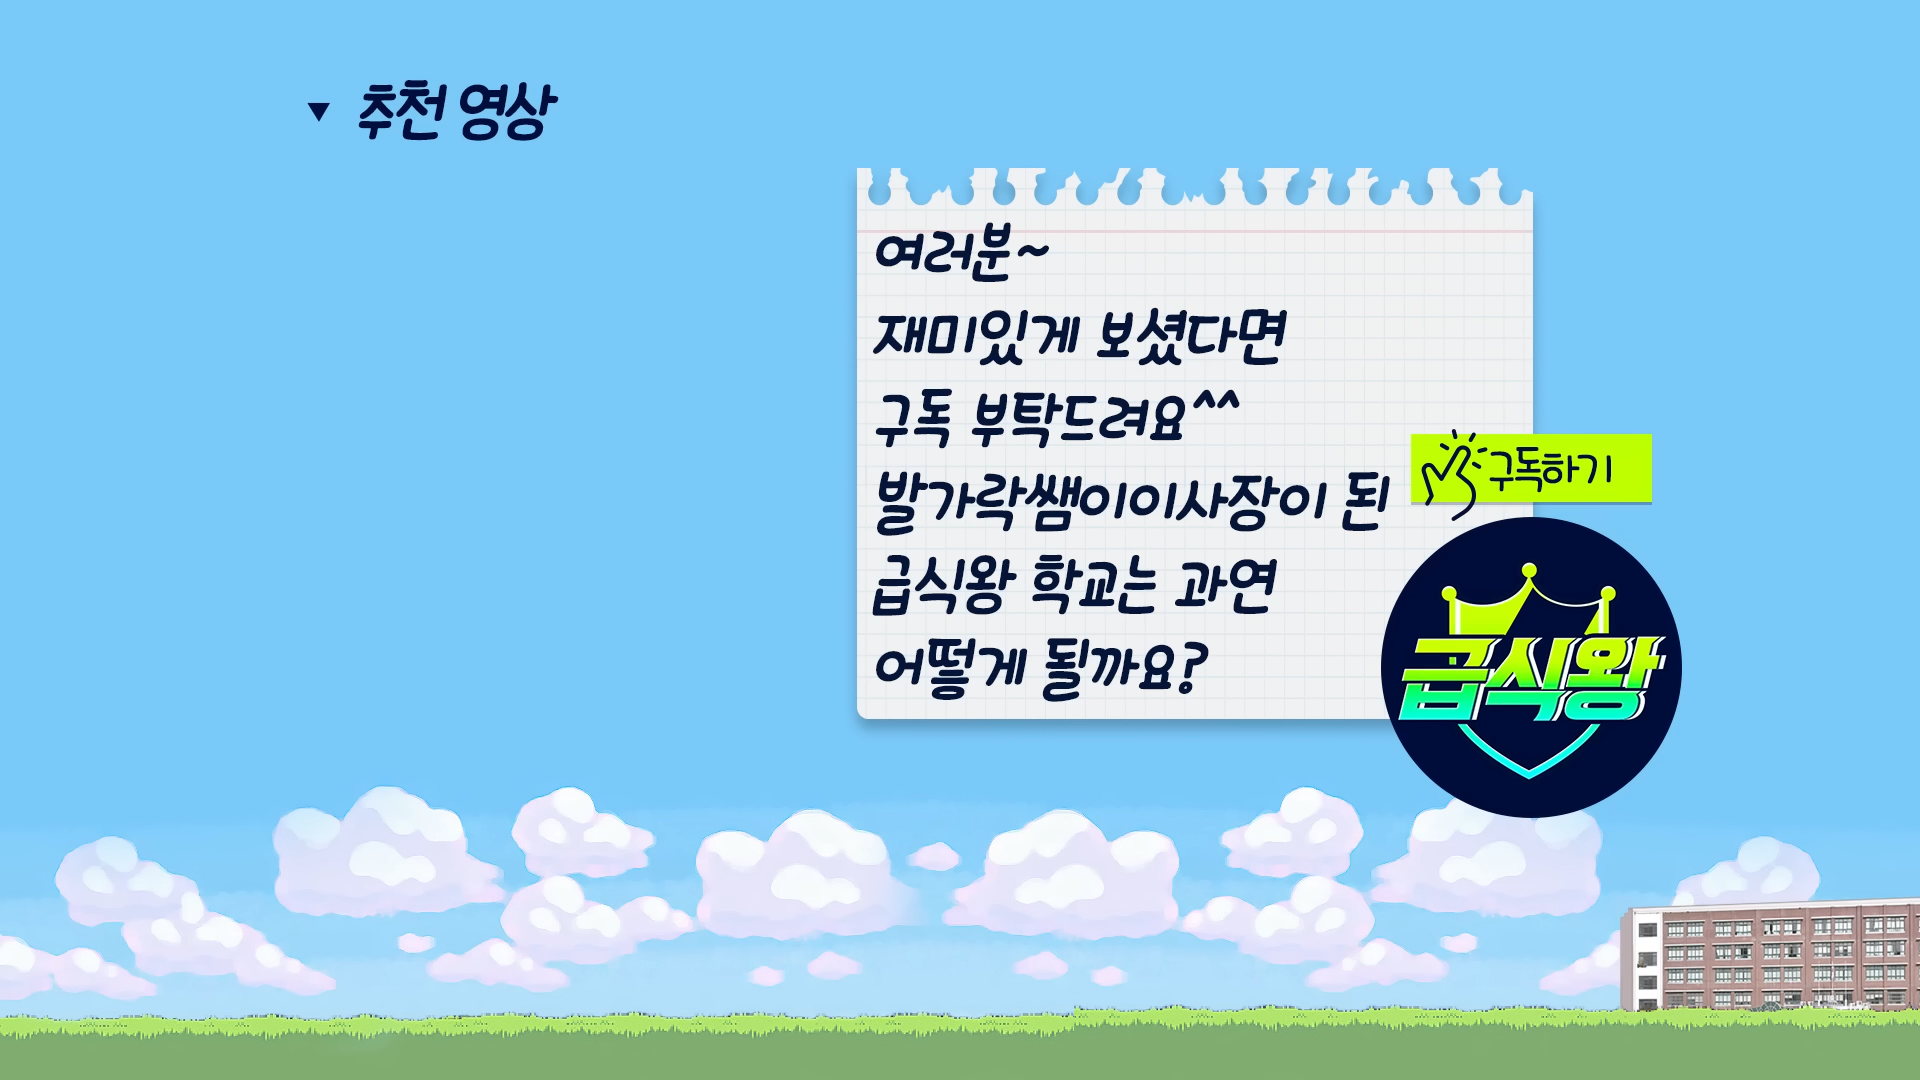 ▼ 추천 영상
여러분~
재미있게 보셨다면
구독 부탁드려요^^
발가락쌤이이사장이 된
급식왕 학교는 과연
어떻게 될까요?
구독하기
급식왕